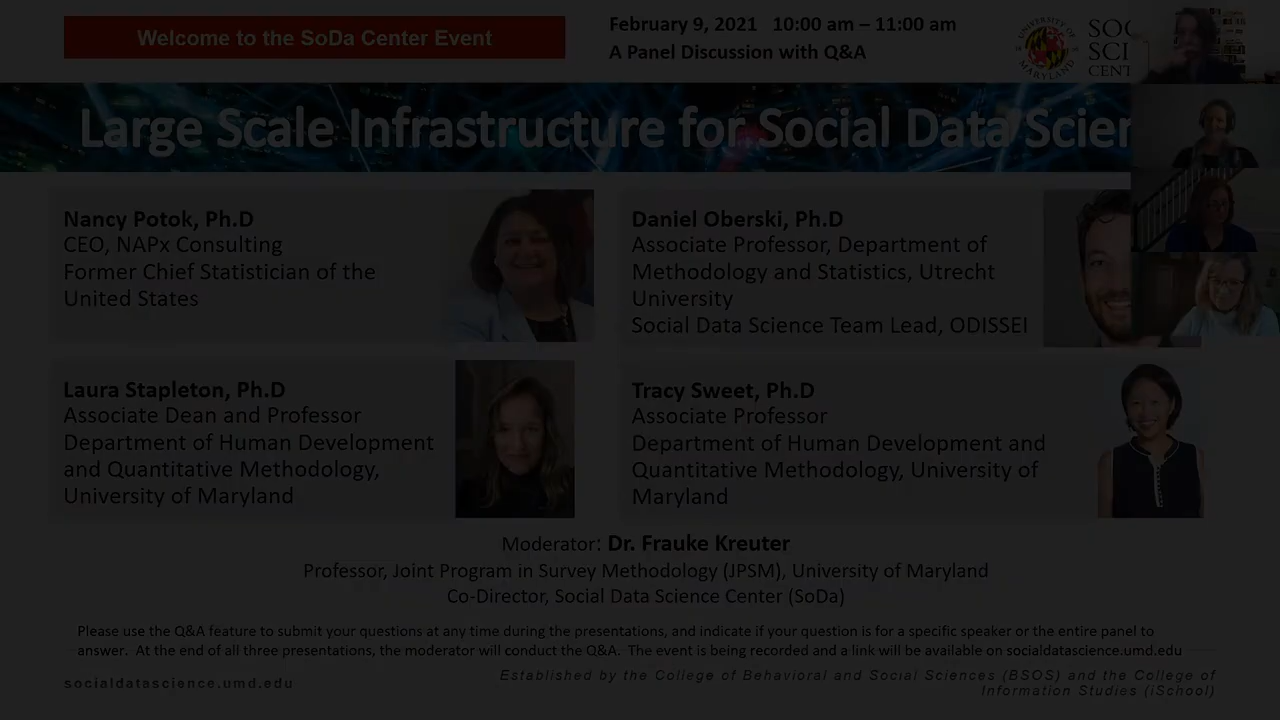 Welcome to the SoDa Center Event
February 9, 2021   10:00 am – 11:00 am
A Panel Discussion with Q&A
UNIVERSITY OF
MARYLAND
SOC
SCI
CENT
Large Scale Infrastructure for Social Data Scien
Nancy Potok, Ph.D
CEO, NAPx Consulting
Former Chief Statistician of the
United States
Daniel Oberski, Ph.D
Associate Professor, Department of
Methodology and Statistics, Utrecht
University
Social Data Science Team Lead, ODISSEI
Laura Stapleton, Ph.D
Associate Dean and Professor
Department of Human Development
and Quantitative Methodology,
University of Maryland
Tracy Sweet, Ph.D
Associate Professor
Department of Human Development and
Quantitative Methodology, University of
Maryland
Moderator: Dr. Frauke Kreuter
Professor, Joint Program in Survey Methodology (JPSM), University of Maryland
Co-Director, Social Data Science Center (SoDa)
Please use the Q&A feature to submit your questions at any time during the presentations, and indicate if your question is for a specific speaker or the entire panel to
answer.  At the end of all three presentations, the moderator will conduct the Q&A.  The event is being recorded and a link will be available on socialdatascience.umd.edu
socialdatascience.umd.edu
Established by the College of Behavioral and Social Sciences (BSOS) and the College of
Information Studies (iSchool)